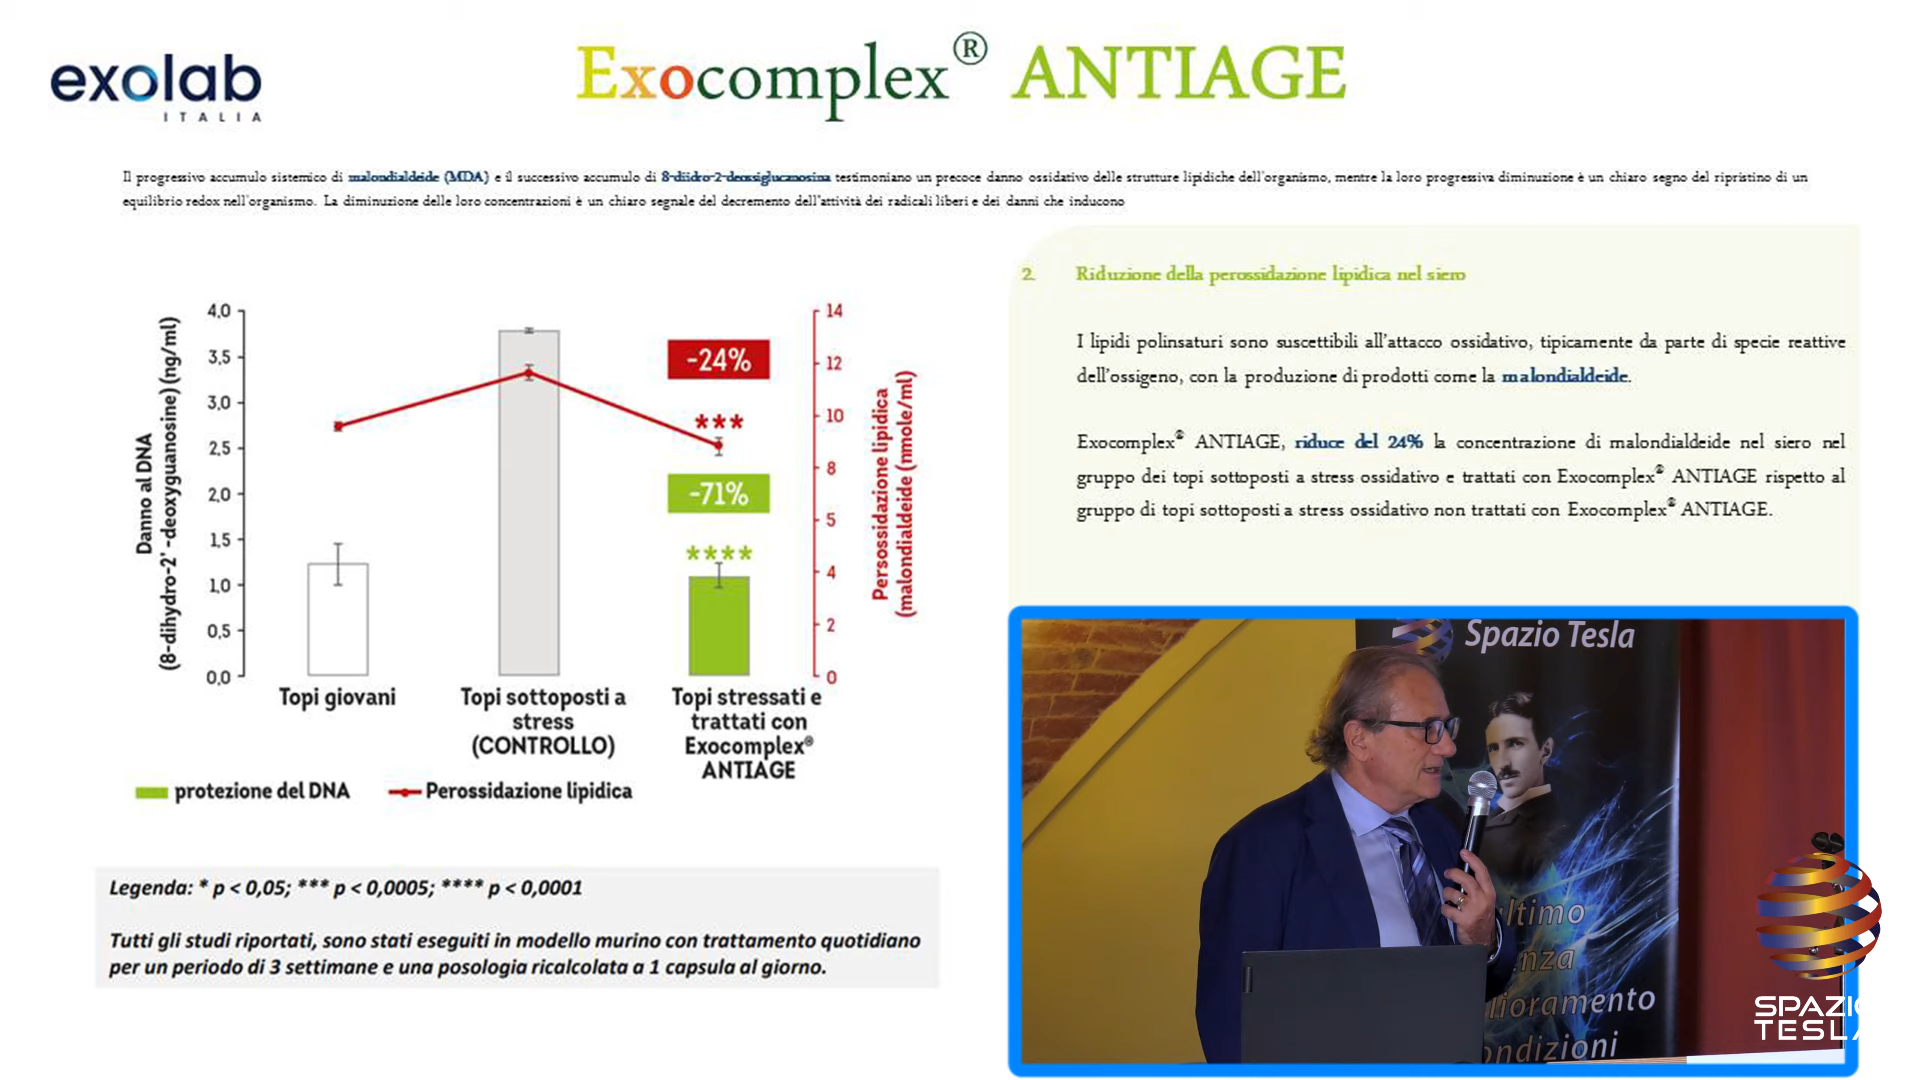 exolab
ITALIA
Exocomplex® ANTIAGE
Il progressivo accumulo sistemico di malondialdeide (MDA) e il successivo accumulo di 8-diidro-2-deossiglucanosina testimoniano un precoce danno ossidativo delle strutture lipidiche dell'organismo, mentre la loro progressiva diminuzione è un chiaro segno del ripristino di un
equilibrio redox nell'organismo. La diminuzione delle loro concentrazioni è un chiaro segnale del decremento dell'attività dei radicali liberi e dei danni che inducono
Danno al DNA
(8-dihydro-2'-deoxyguanosine) (ng/ml)
4,0
3,5
3,0
2,5
2,0
1,5
1,0
0,5
0,0
-24%
***
-71%
****
14
12
10
8
5
4
2
0
Persossidazione lipidica
(malondialdeide (nmole/ml)
Topi giovani
Topi sottoposti a
stress
(CONTROLLO)
Topi stressati e
trattati con
Exocomplex®
ANTIAGE
protezione del DNA
Perossidazione lipidica
Legenda: * p < 0,05; *** p < 0,0005; **** p < 0,0001
Tutti gli studi riportati, sono stati eseguiti in modello murino con trattamento quotidiano
per un periodo di 3 settimane e una posologia ricalcolata a 1 capsula al giorno.
2. Riduzione della perossidazione lipidica nel siero
I lipidi polinsaturi sono suscettibili all'attacco ossidativo, tipicamente da parte di specie reattive
dell'ossigeno, con la produzione di prodotti come la malondialdeide.
Exocomplex® ANTIAGE, riduce del 24% la concentrazione di malondialdeide nel siero nel
gruppo dei topi sottoposti a stress ossidativo e trattati con Exocomplex® ANTIAGE rispetto al
gruppo di topi sottoposti a stress ossidativo non trattati con Exocomplex® ANTIAGE.
Spazio Tesla
ltimo
nza
lioramento
ondizioni
SPAZIO
TESLA